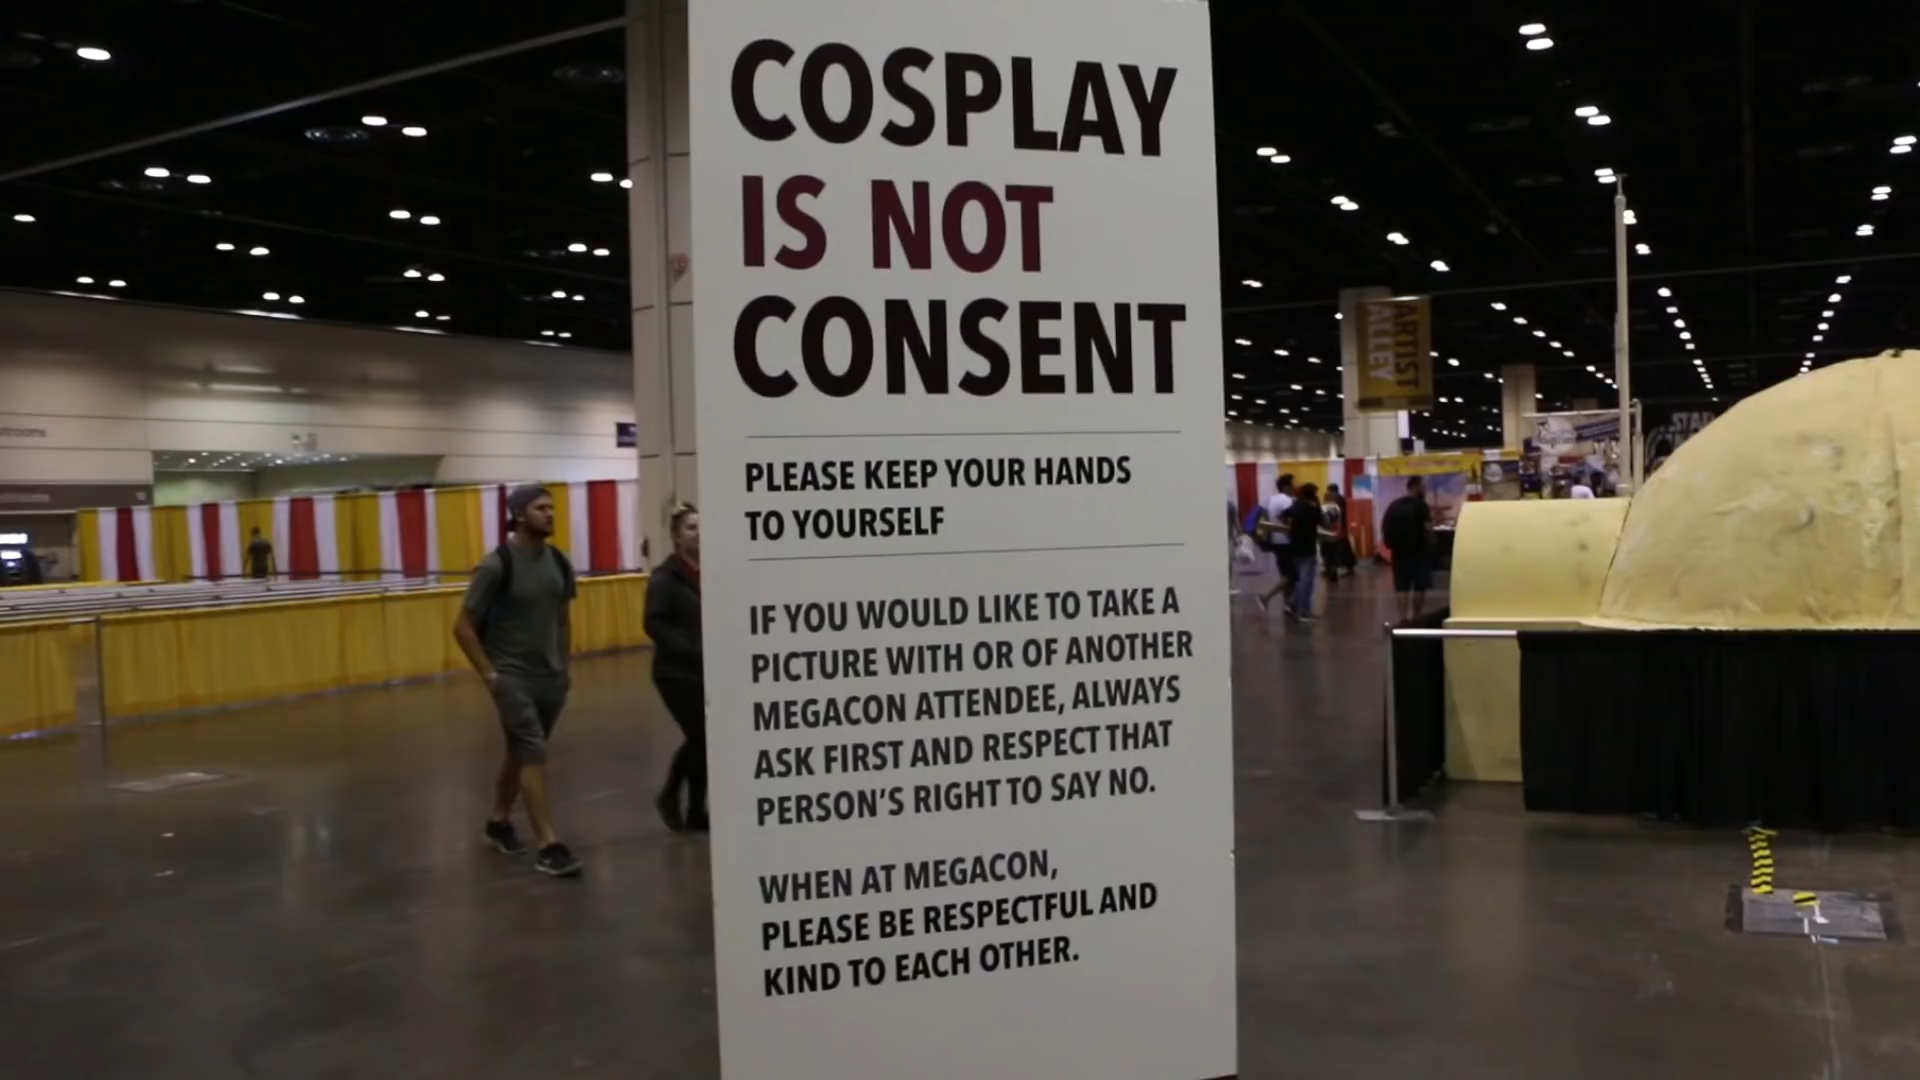 COSPLAY
IS NOT
CONSENT
PLEASE KEEP YOUR HANDS
TO YOURSELF
IF YOU WOULD LIKE TO TAKE A
PICTURE WITH OR OF ANOTHER
MEGACON ATTENDEE, ALWAYS
ASK FIRST AND RESPECT THAT
PERSON'S RIGHT TO SAY NO.
WHEN AT MEGACON,
PLEASE BE RESPECTFUL AND
KIND TO EACH OTHER.
ARTIST
ALLEY